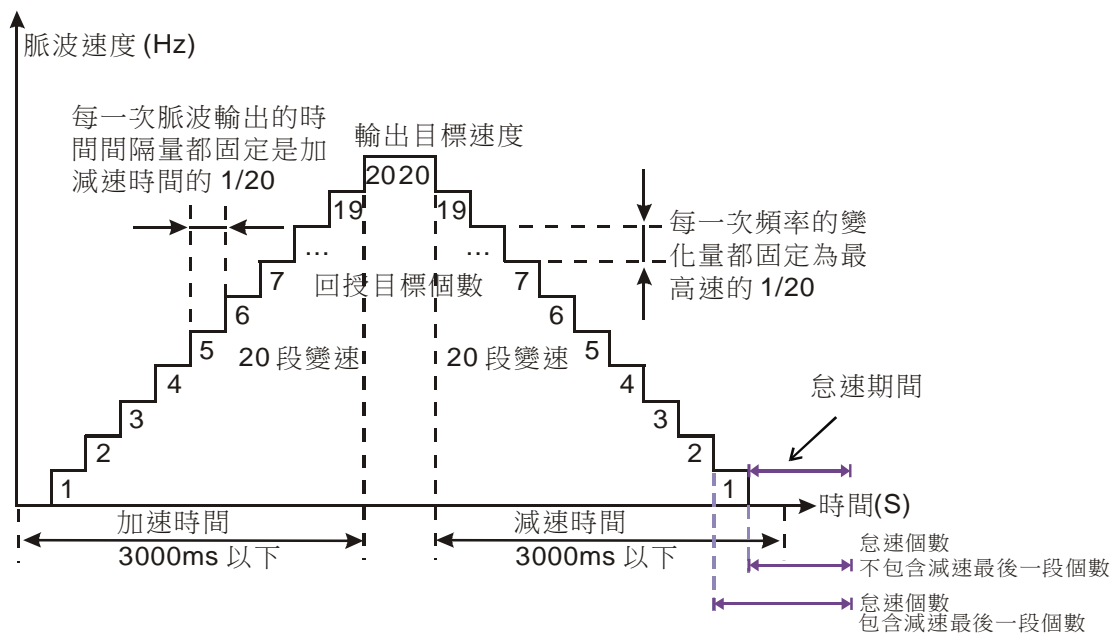 脈波速度 (Hz)
每一次脈波輸出的時
間間隔量都固定是加
減速時間的 1/20
輸出目標速度
20 20
19
19
每一次頻率的變
化量都固定為最
高速的 1/20
...
...
7
回授目標個數
7
6
6
5
20 段變速
20 段變速
5
4
4
怠速期間
3
3
2
2
1
1
時間(S)
加速時間
減速時間
3000ms 以下
3000ms 以下
怠速個數
不包含減速最後一段個數
怠速個數
包含減速最後一段個數